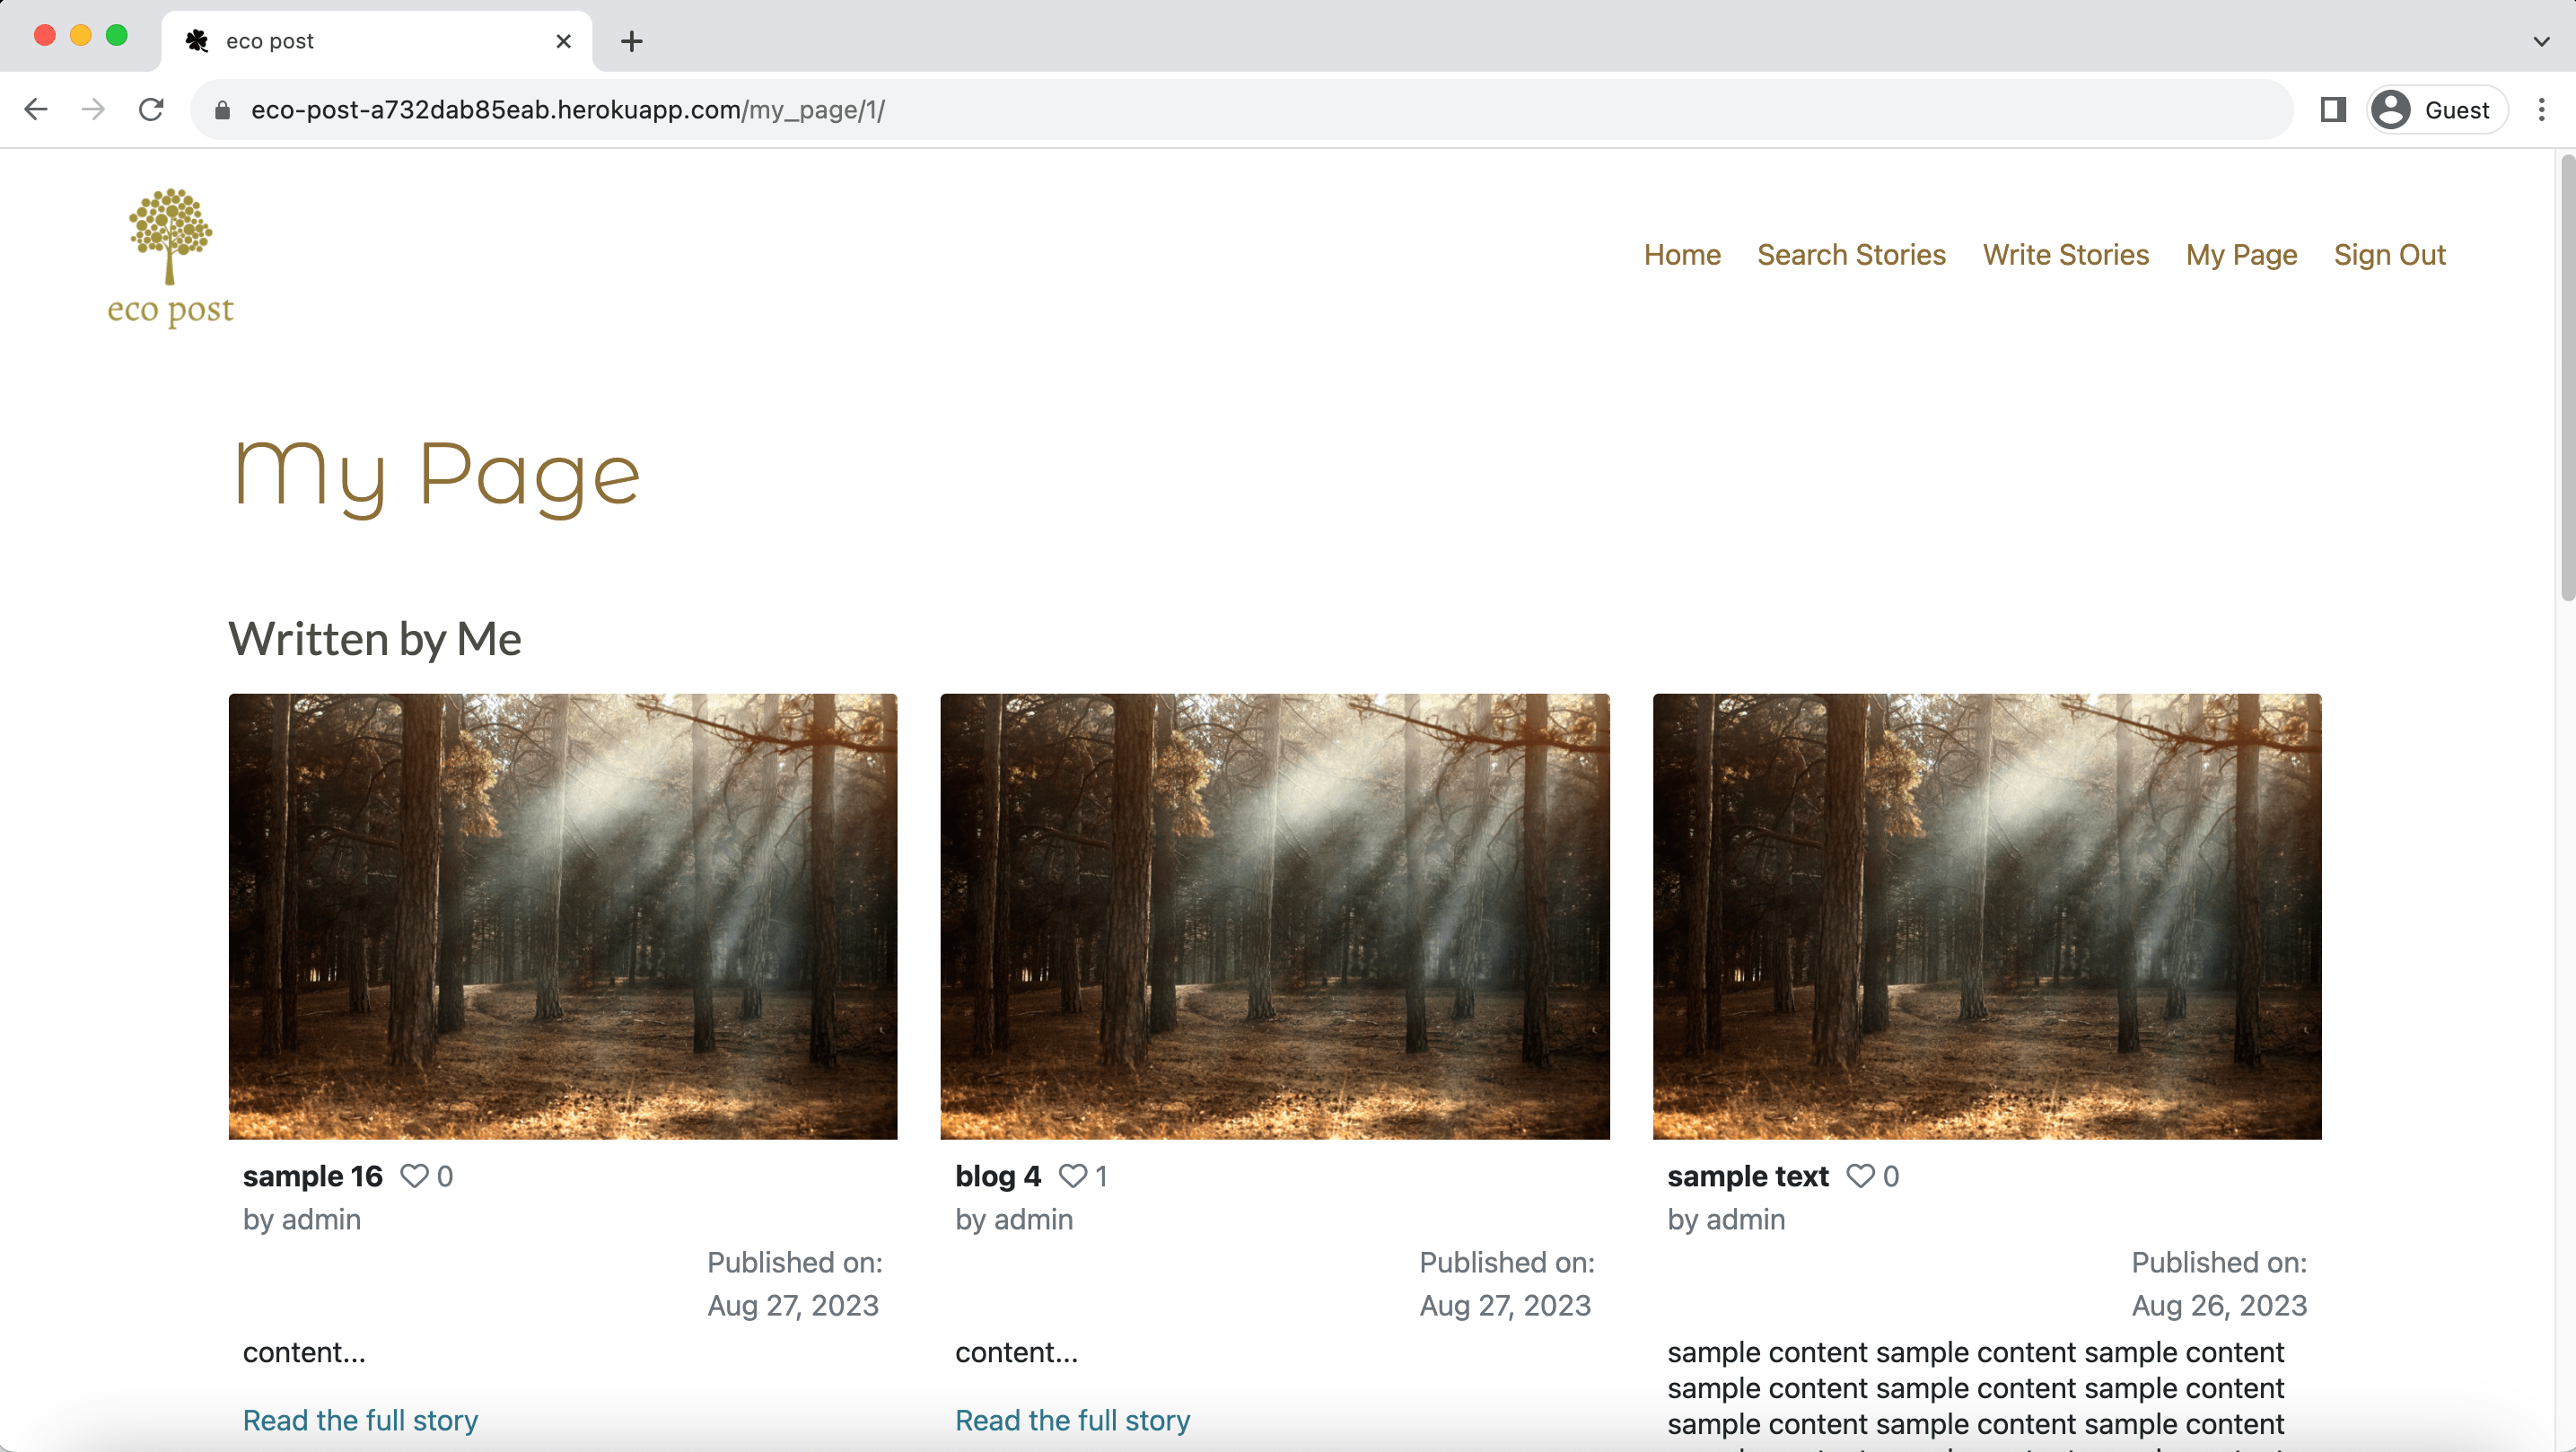 eco post
eco-post-a732dab85eab.herokuapp.com/my_page/1/
Guest
eco post
Home Search Stories Write Stories My Page Sign Out
My Page
Written by Me
sample 16 0
by admin
Published on:
Aug 27, 2023
content...
Read the full story
blog 4 1
by admin
Published on:
Aug 27, 2023
content...
Read the full story
sample text 0
by admin
Published on:
Aug 26, 2023
sample content sample content sample content
sample content sample content sample content
sample content sample content sample content